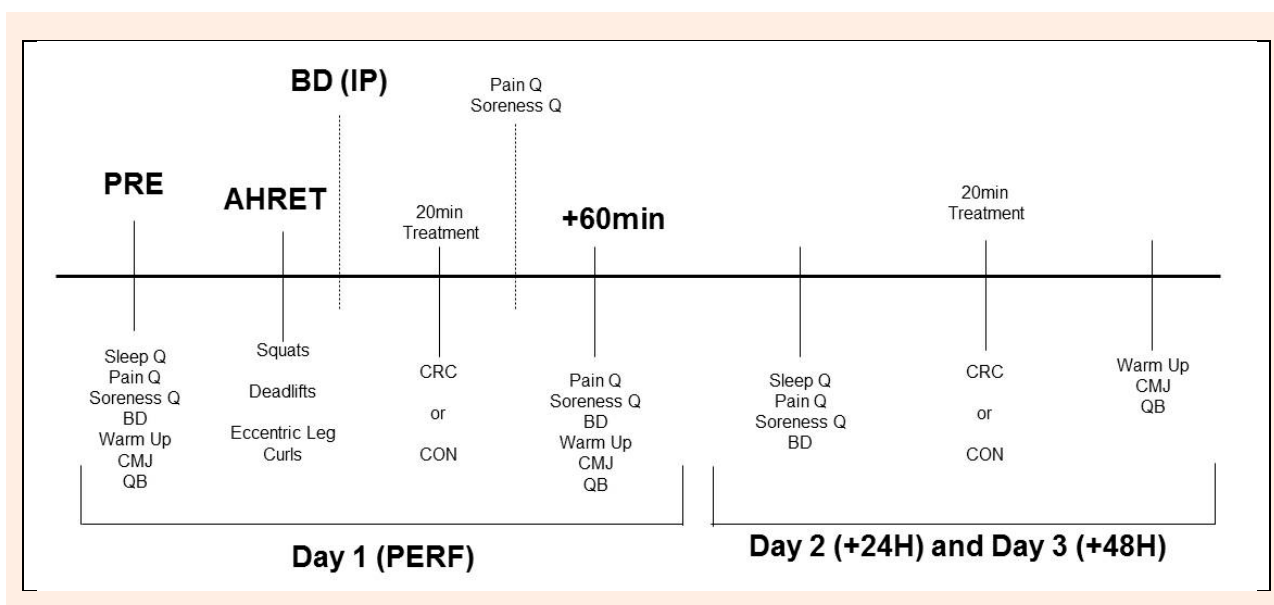 BD (IP)
Pain Q
Soreness Q
PRE
AHRET
20min
Treatment
+60min
20min
Treatment
Sleep Q
Pain Q
Soreness Q
BD
Warm Up
CMJ
QB
Squats
Deadlifts
Eccentric Leg
Curls
CRC
or
CON
Pain Q
Soreness Q
BD
Warm Up
CMJ
QB
Sleep Q
Pain Q
Soreness Q
BD
CRC
or
CON
Warm Up
CMJ
QB
Day 1 (PERF)
Day 2 (+24H) and Day 3 (+48H)